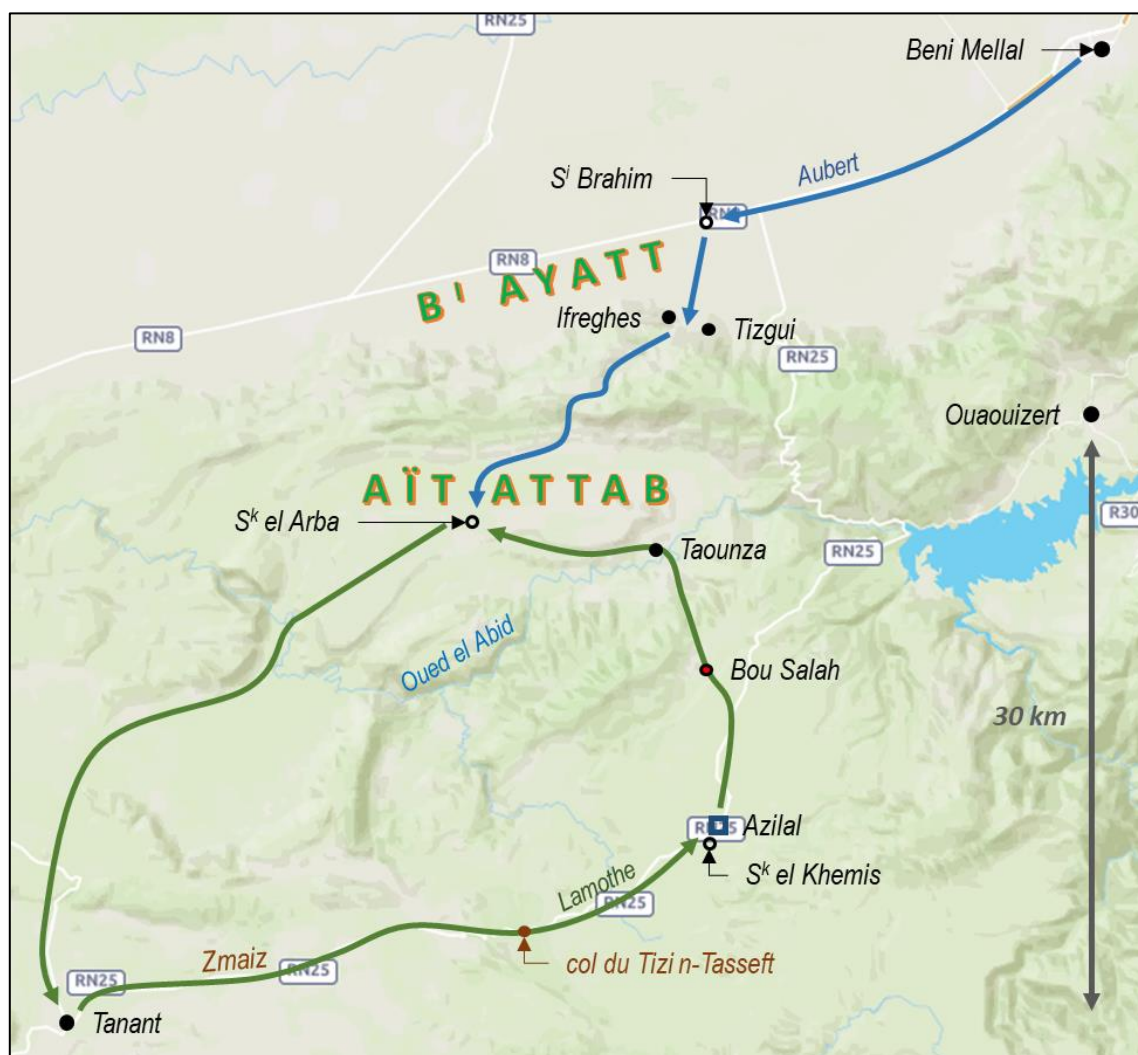 RN25
Beni Mellal
Aubert
Sⁱ Brahim
RN8
RN8
RN8
Bⁱ AYATT
Ifreghes
Tizgui
RN25
Ouaouizert
AÏT ATTAB
Sᵏ el Arba
R30
RN25
Taounza
Oued el Abid
Bou Salah
30 km
RN25
Azilal
Sᵏ el Khemis
Lamothe
RN25
Zmaiz
RN25
col du Tizi n-Tasseft
RN25
Tanant